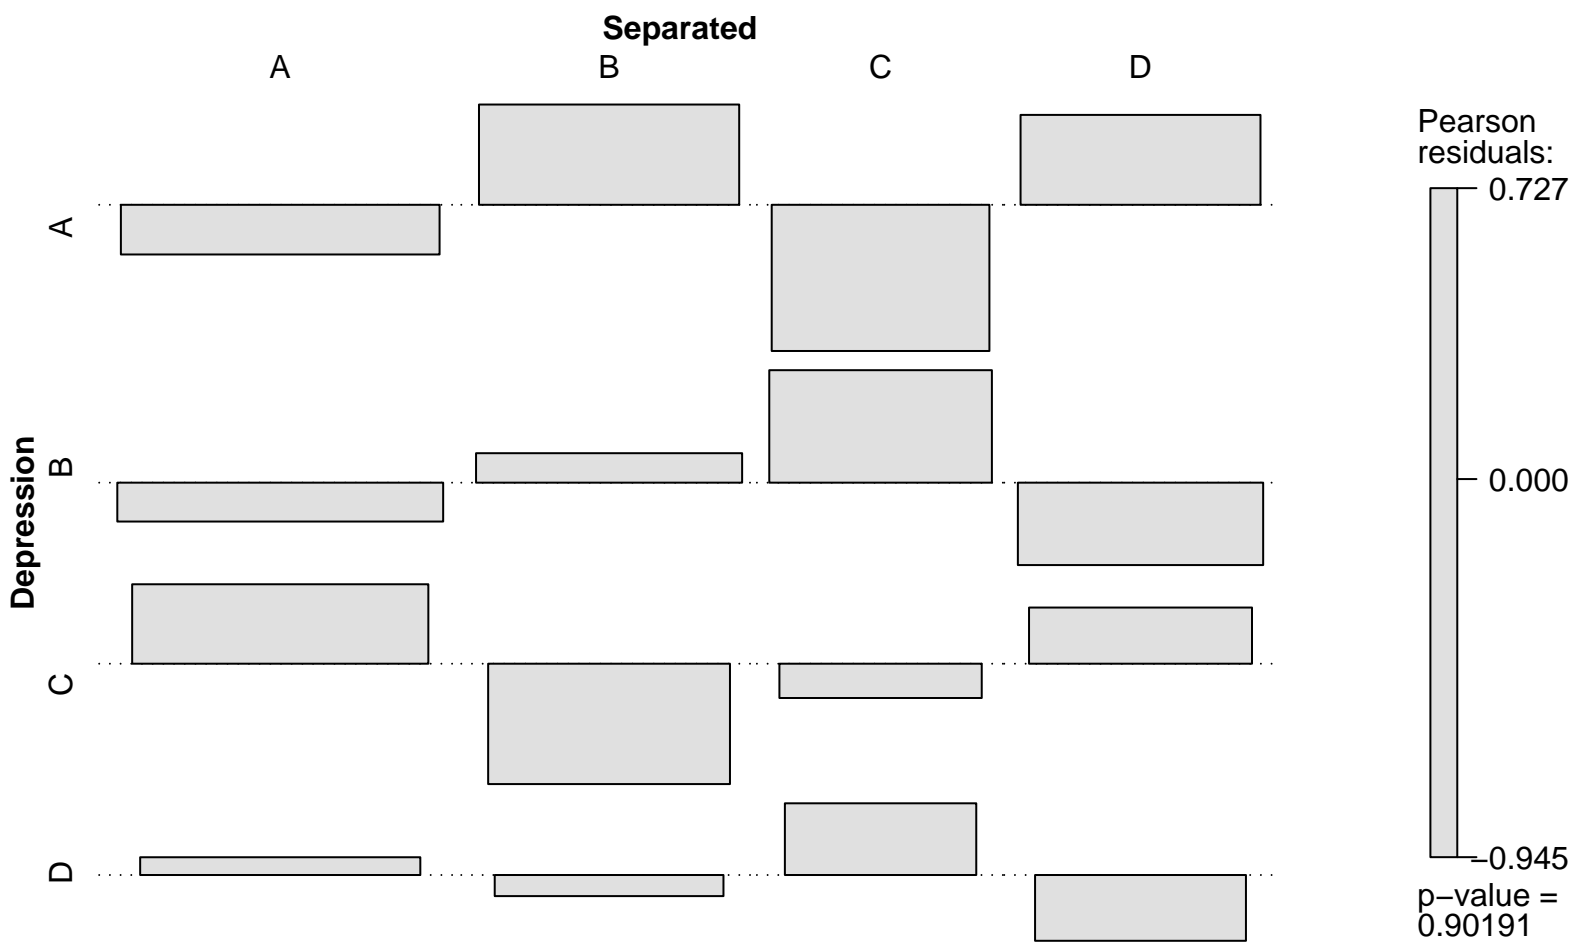 Separated
A B C D
Depression
A
B
C
D
Pearson
residuals:
0.727
0.000
−0.945
p−value =
0.90191